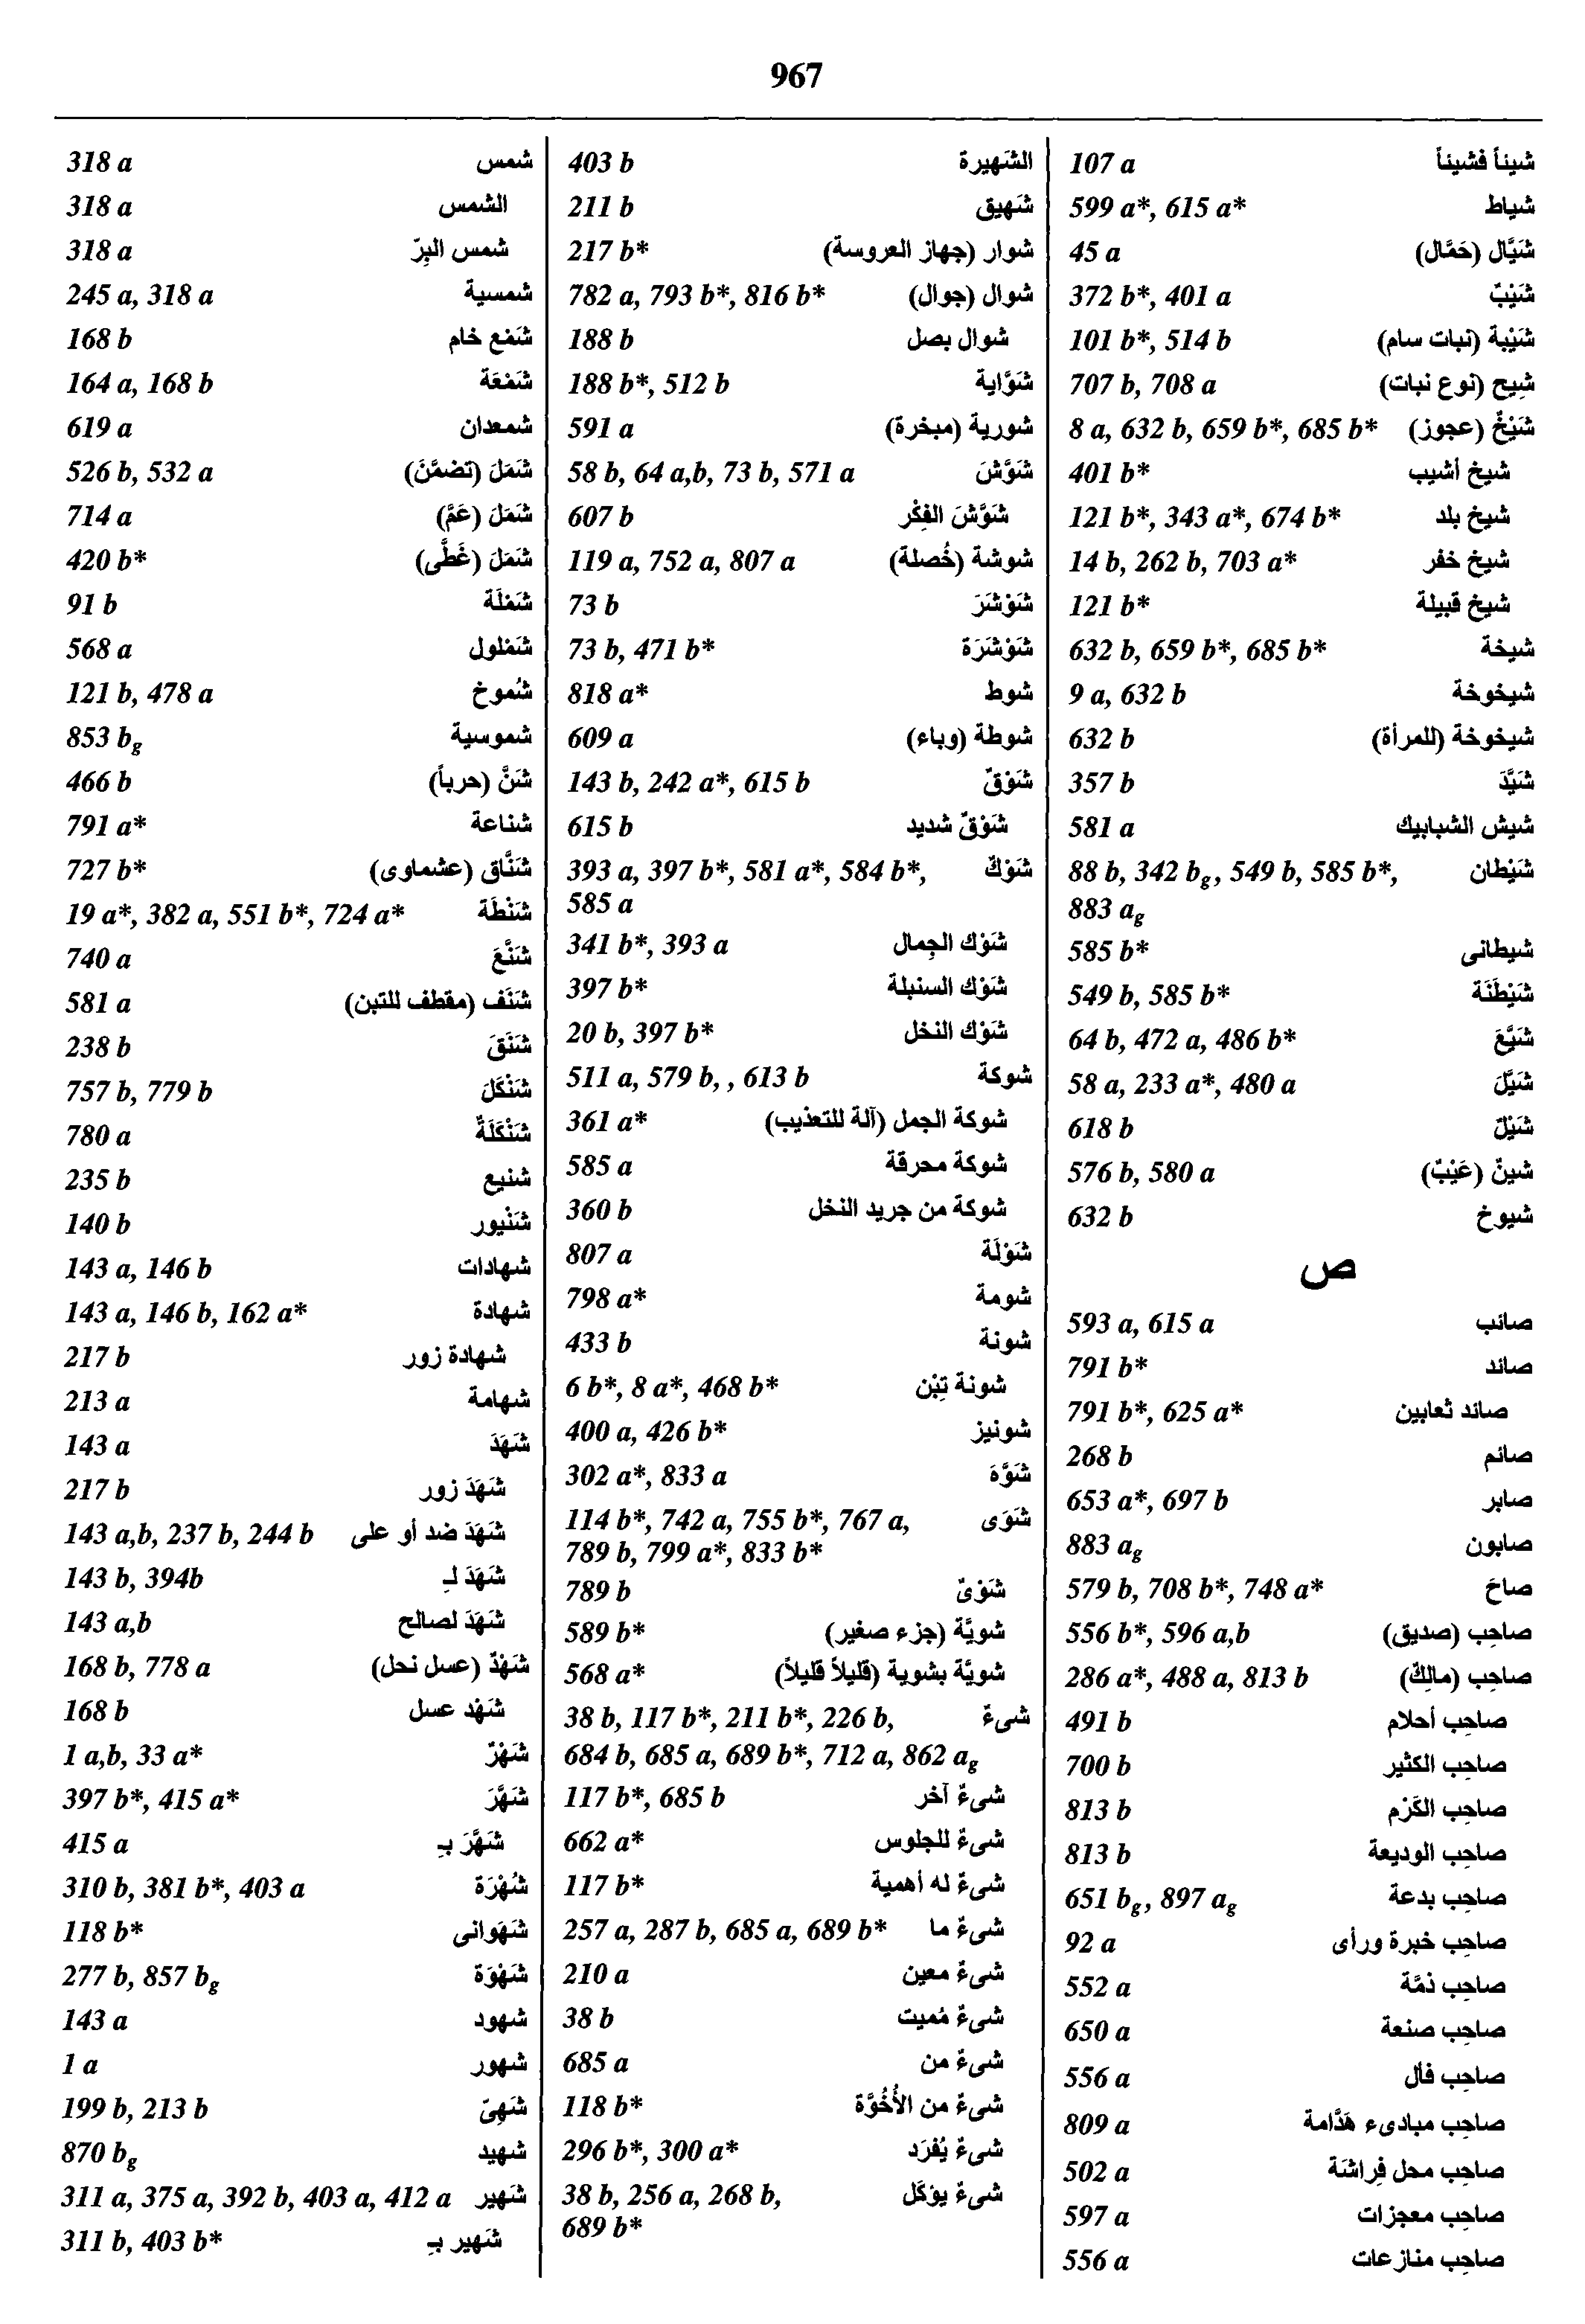 967
318 a شمس
318 a الشمس
318 a شمس البِرّ
245 a, 318 a شمسية
168 b شَمْع خام
164 a, 168 b شَمْعَة
619 a شمعدان
526 b, 532 a شَمَلَ (تضمَّنَ)
714 a شَمَلَ (عَمَّ)
420 b* شَمَلَ (غَطَّى)
91 b شَمْلَة
568 a شَمْلول
121 b, 478 a شُموخ
853 bg شموسية
466 b شَنَّ (حرباً)
791 a* شناعة
727 b* شَنَّاق (عشماوى)
19 a*, 382 a, 551 b*, 724 a* شَنْطَة
740 a شَنَّعَ
581 a شَنَف (مقطف للتبن)
238 b شَنَقَ
757 b, 779 b شَنْكَلَ
780 a شَنْكَلَةٌ
235 b شنيع
140 b شَنْيور
143 a, 146 b شهادات
143 a, 146 b, 162 a* شهادة
217 b شهادة زور
213 a شهامة
143 a شَهَدَ
217 b شَهَدَ زور
143 a,b, 237 b, 244 b شَهَدَ ضد أو على
143 b, 394b شَهَدَ لـِ
143 a,b شَهَدَ لصالح
168 b, 778 a شَهْدٌ (عسل نحل)
168 b شَهْد عسل
1 a,b, 33 a* شَهْرٌ
397 b*, 415 a* شَهَّرَ
415 a شَهَّرَ بـِ
310 b, 381 b*, 403 a شُهْرَة
118 b* شَهَوانى
277 b, 857 bg شَهْوَة
143 a شهود
1 a شهور
199 b, 213 b شَهِىّ
870 bg شهيد
311 a, 375 a, 392 b, 403 a, 412 a شَهير
311 b, 403 b* شَهير بـِ
403 b الشَهيرة
211 b شَهيق
217 b* شوار (جهاز العروسة)
782 a, 793 b*, 816 b* شوال (جوال)
188 b شوال بصل
188 b*, 512 b شَوَّاية
591 a شورية (مبخرة)
58 b, 64 a,b, 73 b, 571 a شَوَّشَ
607 b شَوَّشَ الفِكْر
119 a, 752 a, 807 a شوشة (خُصلة)
73 b شَوْشَرَ
73 b, 471 b* شَوْشَرَة
818 a* شوط
609 a شوطة (وباء)
143 b, 242 a*, 615 b شَوْقٌ
615 b شَوْقٌ شديد
393 a, 397 b*, 581 a*, 584 b*, شَوْكٌ
585 a
341 b*, 393 a شَوْك الجِمال
397 b* شَوْك السنبلة
20 b, 397 b* شَوْك النخل
511 a, 579 b, , 613 b شوكة
361 a* شوكة الجمل (آلة للتعذيب)
585 a شوكة محرقة
360 b شوكة من جريد النخل
807 a شَوْلَة
798 a* شومة
433 b شونة
6 b*, 8 a*, 468 b* شونة تِبْن
400 a, 426 b* شونيز
302 a*, 833 a شَوَّهَ
114 b*, 742 a, 755 b*, 767 a, شَوَى
789 b, 799 a*, 833 b*
789 b شَوْىٌ
589 b* شويَّة (جزء صغير)
568 a* شويَّة بشوية (قليلاً قليلاً)
38 b, 117 b*, 211 b*, 226 b, شىءٌ
684 b, 685 a, 689 b*, 712 a, 862 ag
117 b*, 685 b شىءٌ آخر
662 a* شىءٌ للجلوس
117 b* شىءٌ له أهمية
257 a, 287 b, 685 a, 689 b* شىءٌ ما
210 a شىءٌ معين
38 b شىءٌ مُميت
685 a شىءٌ من
118 b* شىءٌ من الأُخُوَّة
296 b*, 300 a* شىءٌ يُفرَد
38 b, 256 a, 268 b, شىءٌ يؤكَل
689 b*
107 a شيئاً فشيئاً
599 a*, 615 a* شياط
45 a شَيَّال (حَمَّال)
372 b*, 401 a شَيْبٌ
101 b*, 514 b شَيْبة (نبات سام)
707 b, 708 a شِيح (نوع نبات)
8 a, 632 b, 659 b*, 685 b* شَيْخٌ (عجوز)
401 b* شيخ أشيب
121 b*, 343 a*, 674 b* شيخ بلد
14 b, 262 b, 703 a* شيخ خفر
121 b* شيخ قبيلة
632 b, 659 b*, 685 b* شيخة
9 a, 632 b شيخوخة
632 b شيخوخة (للمرأة)
357 b شَيَّدَ
581 a شيش الشبابيك
88 b, 342 bg, 549 b, 585 b*, شَيْطان
883 ag
585 b* شيطانى
549 b, 585 b* شَيْطَنَة
64 b, 472 a, 486 b* شَيَّعَ
58 a, 233 a*, 480 a شَيَّلَ
618 b شَيْلٌ
576 b, 580 a شينٌ (عَيْبٌ)
632 b شيوخ
ص
593 a, 615 a صائب
791 b* صائد
791 b*, 625 a* صائد ثعابين
268 b صائم
653 a*, 697 b صابر
883 ag صابون
579 b, 708 b*, 748 a* صاحَ
556 b*, 596 a,b صاحِب (صديق)
286 a*, 488 a, 813 b صاحِب (مالِكٌ)
491 b صاحِب أحلام
700 b صاحِب الكثير
813 b صاحِب الكَرْم
813 b صاحِب الوديعة
651 bg, 897 ag صاحِب بدعة
92 a صاحِب خبرة ورأى
552 a صاحِب ذمَّة
650 a صاحِب صنعة
556 a صاحِب فأل
809 a صاحِب مبادىء هَدَّامة
502 a صاحِب محل فِراشَة
597 a صاحِب معجزات
556 a صاحِب منازعات